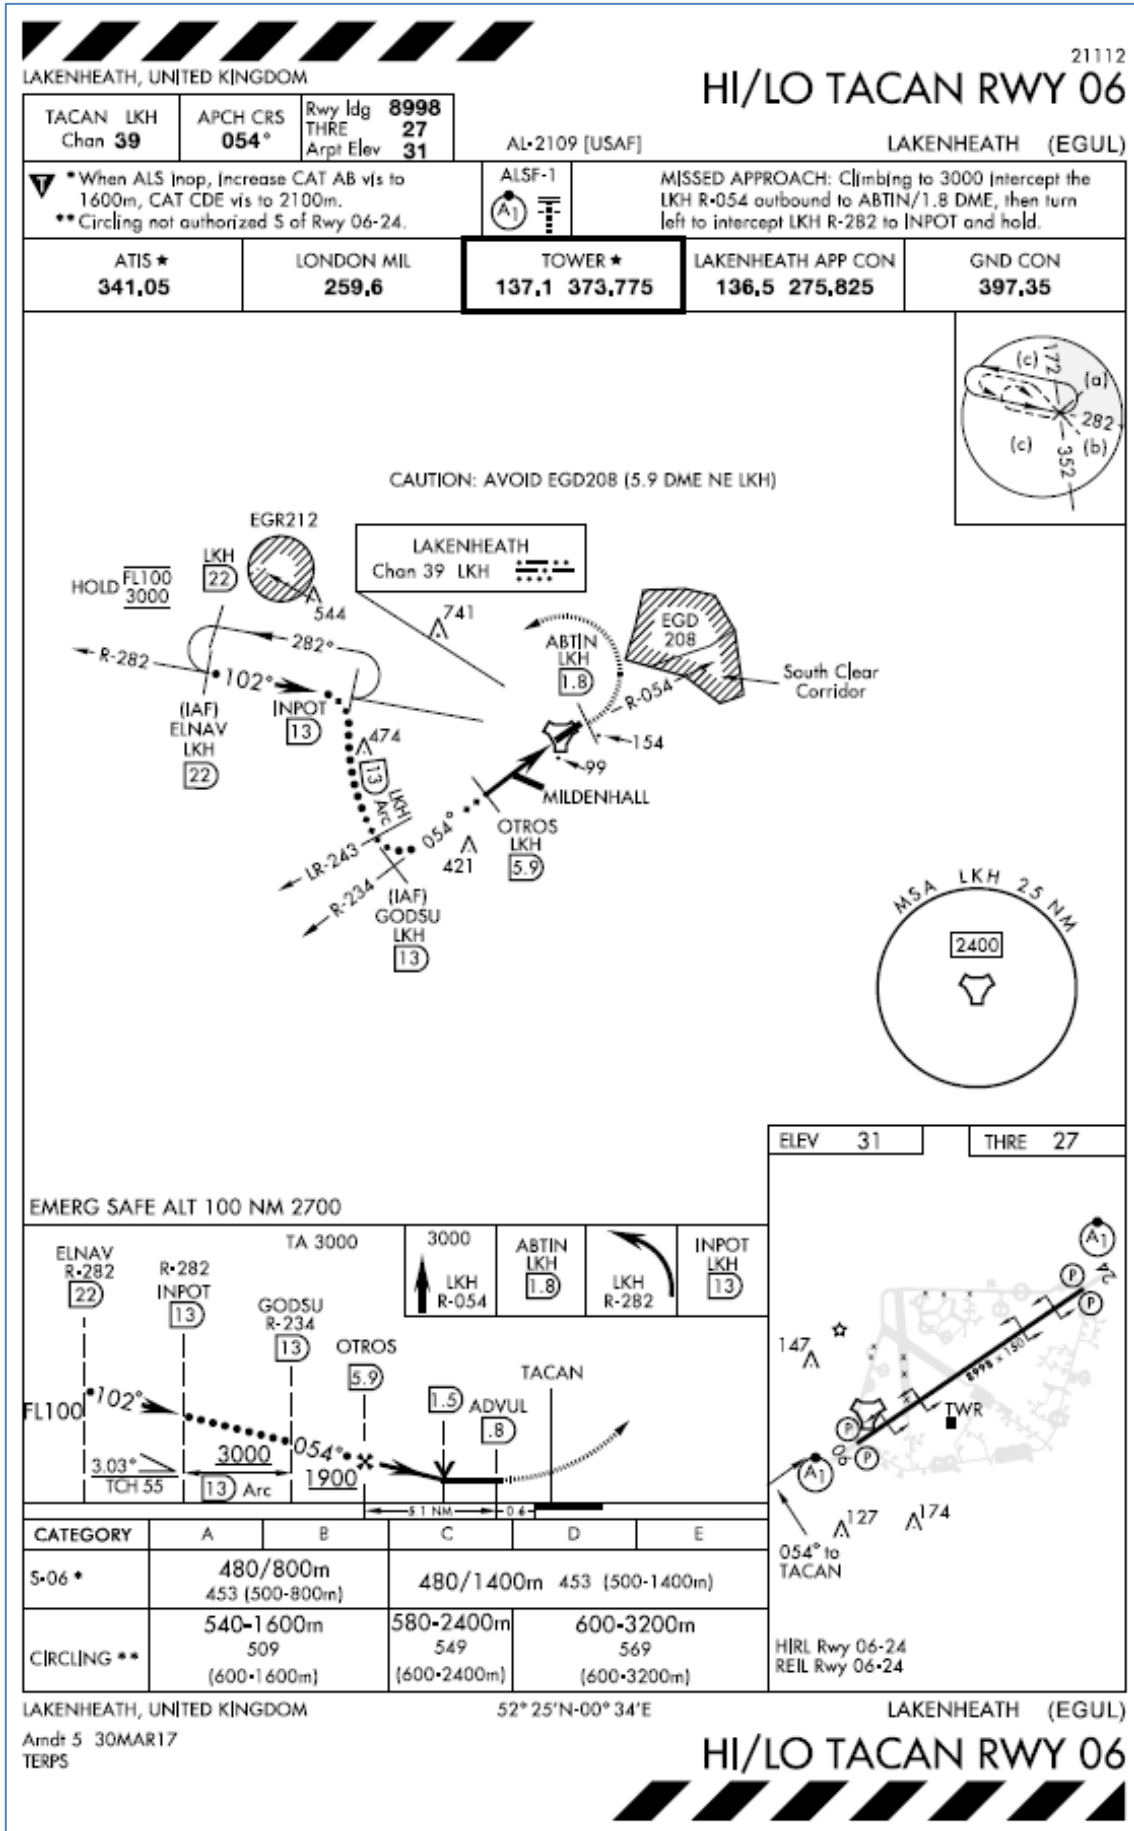 21112
LAKENHEATH, UNITED KINGDOM
HI/LO TACAN RWY 06
TACAN LKH
Chan 39
APCH CRS
054°
Rwy ldg 8998
THRE 27
Arpt Elev 31
AL-2109 [USAF]
LAKENHEATH (EGUL)
T
* When ALS inop, increase CAT AB vis to
1600m, CAT CDE vis to 2100m.
** Circling not authorized S of Rwy 06-24.
ALSF-1
A1
MISSED APPROACH: Climbing to 3000 intercept the
LKH R-054 outbound to ABTIN/1.8 DME, then turn
left to intercept LKH R-282 to INPOT and hold.
ATIS ★
341.05
LONDON MIL
259.6
TOWER ★
137.1 373.775
LAKENHEATH APP CON
136.5 275.825
GND CON
397.35
(c)
172
(a)
282
(c)
(b)
352
CAUTION: AVOID EGD208 (5.9 DME NE LKH)
EGR212
LAKENHEATH
Chan 39 LKH
HOLD FL100
3000
LKH
22
544
741
EGD
208
ABTIN
LKH
1.8
South Clear
Corridor
R-282
282°
102°
R-054
(IAF)
ELNAV
LKH
22
INPOT
13
474
13
LKH
Arc
154
99
MILDENHALL
054°
OTROS
LKH
5.9
421
LR-243
R-234
(IAF)
GODSU
LKH
13
MSA LKH 25 NM
2400
ELEV 31
THRE 27
EMERG SAFE ALT 100 NM 2700
ELNAV
R-282
22
R-282
INPOT
13
TA 3000
GODSU
R-234
13
OTROS
5.9
3000
LKH
R-054
ABTIN
LKH
1.8
LKH
R-282
INPOT
LKH
13
1.5
ADVUL
.8
TACAN
FL100
102°
3000
054°
1900
3.03°
TCH 55
13 Arc
5.1 NM
0.6
A1
P
P
147
8998 x 150
TWR
P
P
A1
127
174
054° to
TACAN
HIRL Rwy 06-24
REIL Rwy 06-24
CATEGORY A B C D E
S-06 *
480/800m
453 (500-800m)
480/1400m 453 (500-1400m)
CIRCLING **
540-1600m
509
(600-1600m)
580-2400m
549
(600-2400m)
600-3200m
569
(600-3200m)
LAKENHEATH, UNITED KINGDOM
52° 25'N-00° 34'E
LAKENHEATH (EGUL)
Amdt 5 30MAR17
TERPS
HI/LO TACAN RWY 06